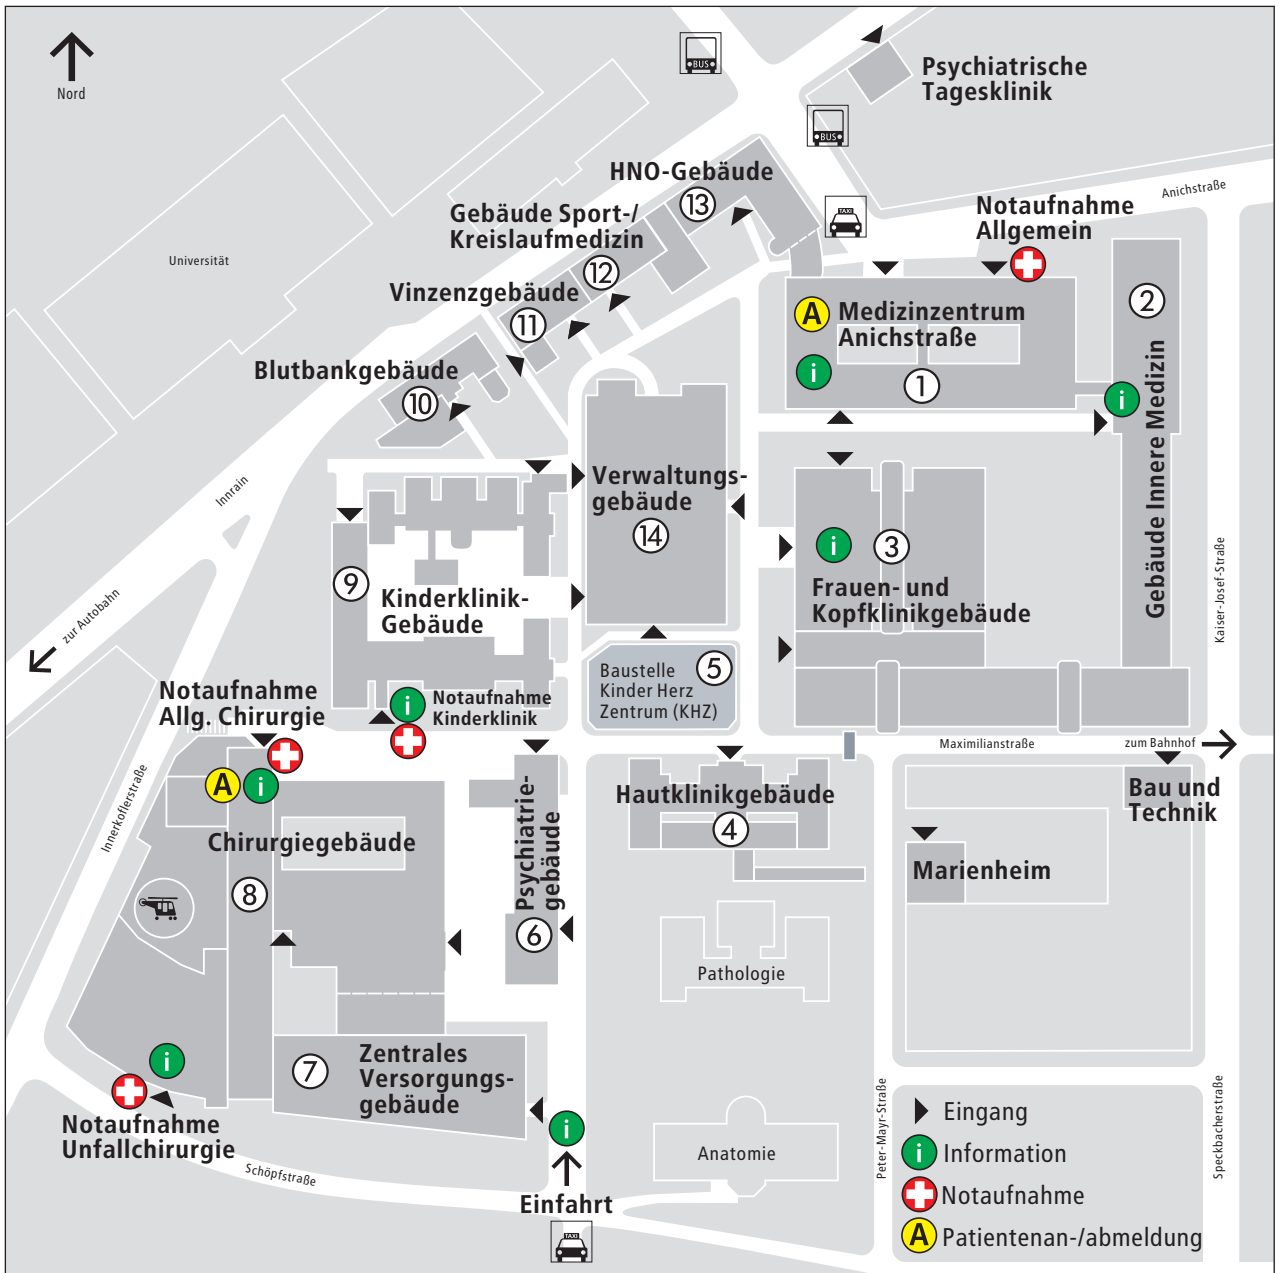 Nord
BUS
BUS
Psychiatrische
Tagesklinik
HNO-Gebäude
13
TAXI
Anichstraße
Notaufnahme
Allgemein
Gebäude Sport-/
Kreislaufmedizin
12
Universität
Vinzenzgebäude
11
A
Medizinzentrum
Anichstraße
i
1
2
i
Gebäude Innere Medizin
Blutbankgebäude
10
Innrain
zur Autobahn
Verwaltungs-
gebäude
14
i
3
Frauen- und
Kopfklinikgebäude
Kaiser-Josef-Straße
9
Kinderklinik-
Gebäude
Baustelle
Kinder Herz
Zentrum (KHZ)
5
Notaufnahme
Allg. Chirurgie
i
Notaufnahme
Kinderklinik
Maximilianstraße
zum Bahnhof
Innerkoflerstraße
A
i
Chirurgiegebäude
8
Psychiatrie-
gebäude
6
Hautklinikgebäude
4
Bau und
Technik
Marienheim
Pathologie
i
Notaufnahme
Unfallchirurgie
7
Zentrales
Versorgungs-
gebäude
i
Einfahrt
TAXI
Schöpfstraße
Anatomie
Peter-Mayr-Straße
Speckbacherstraße
Eingang
i Information
Notaufnahme
A Patientenan-/abmeldung